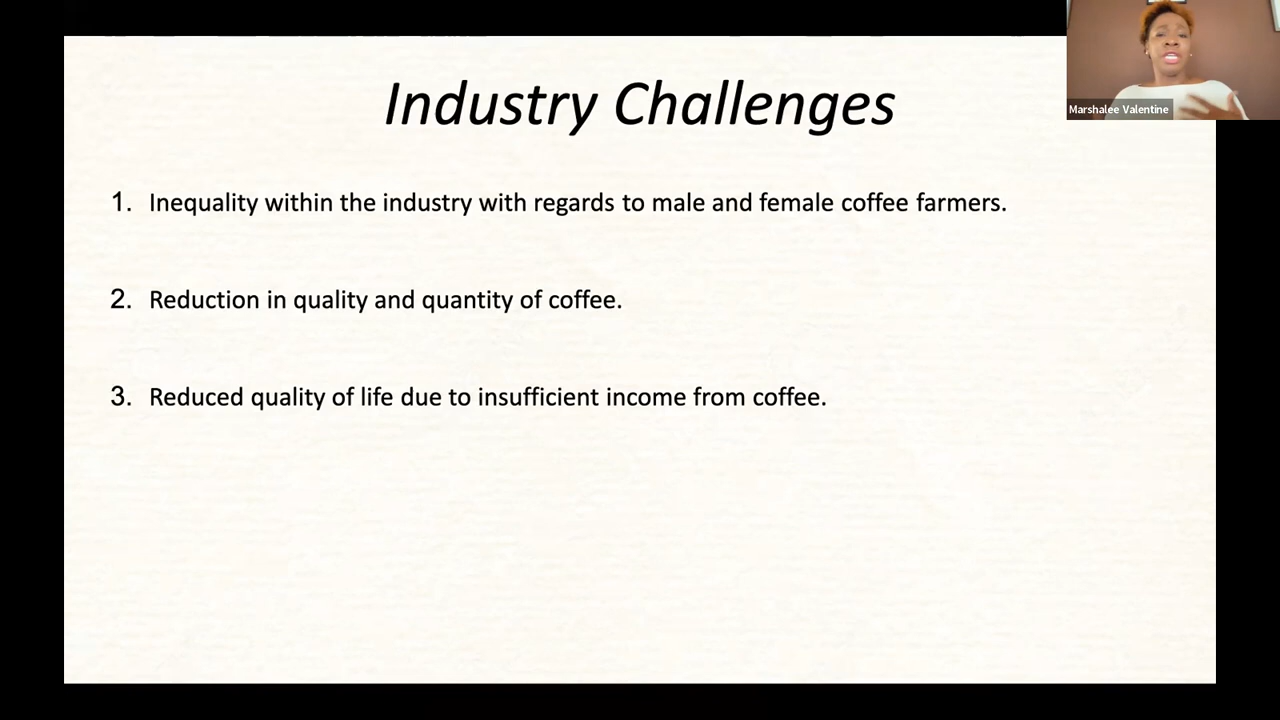 Industry Challenges
Marshalee Valentine
1. Inequality within the industry with regards to male and female coffee farmers.
2. Reduction in quality and quantity of coffee.
3. Reduced quality of life due to insufficient income from coffee.